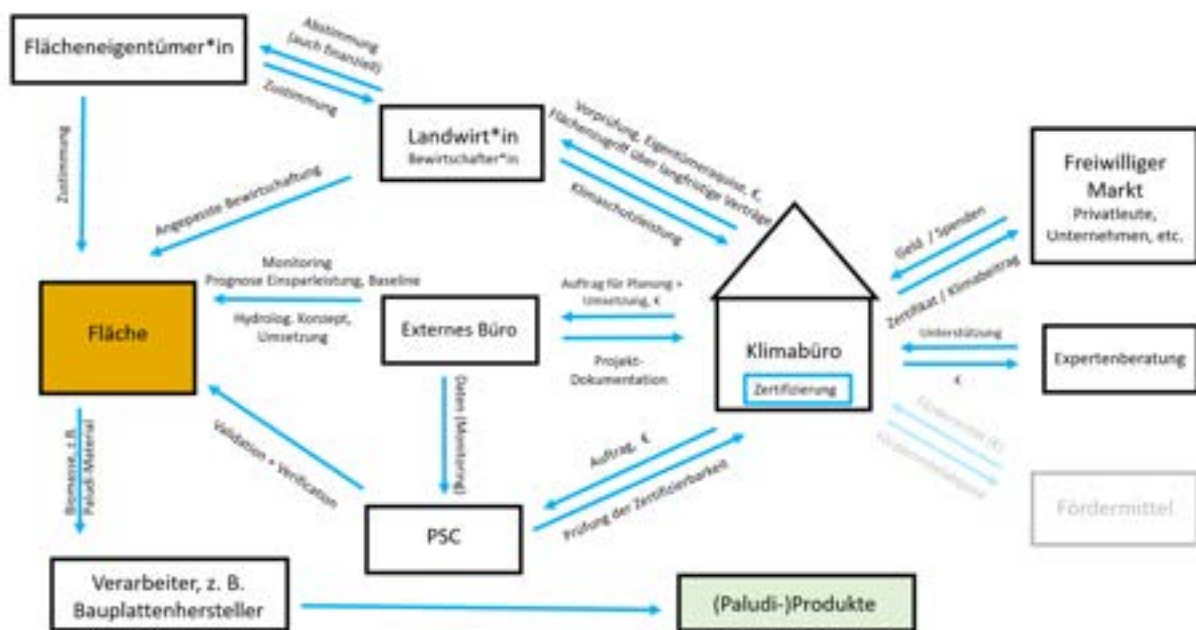 Flächeneigentümer*in
Abstimmung
(auch finanziell)
Zustimmung
Zustimmung
Landwirt*in
Bewirtschafter*in
Vorprüfung, Eigentümeraquise, €,
Flächenzugriff über langfristige Verträge
Klimaschutzleistung
Freiwilliger
Markt
Privatleute,
Unternehmen, etc.
Geld / Spenden
Zertifikat / Klimabeitrag
Angepasste Bewirtschaftung
Monitoring
Prognose Einsparleistung, Baseline
Hydrolog. Konzept,
Umsetzung
Fläche
Externes Büro
Auftrag für Planung +
Umsetzung, €
Projekt-
Dokumentation
Klimabüro
Zertifizierung
Unterstützung
€
Expertenberatung
Fördermittel (€)
Fördermittel
Biomasse, z.B.
Paludi-Material
Validation + Verification
Daten (Monitoring)
Auftrag, €
Prüfung der Zertifizierbarkeit
PSC
Verarbeiter, z. B.
Bauplattenhersteller
(Paludi-)Produkte